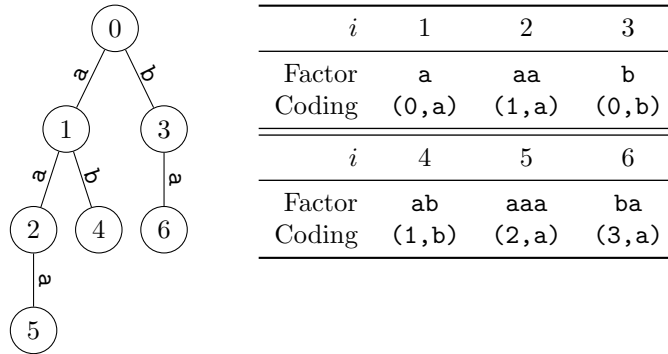 0
a b
1 3
a b a
2 4 6
a
5
i 1 2 3
Factor a aa b
Coding (0,a) (1,a) (0,b)
i 4 5 6
Factor ab aaa ba
Coding (1,b) (2,a) (3,a)